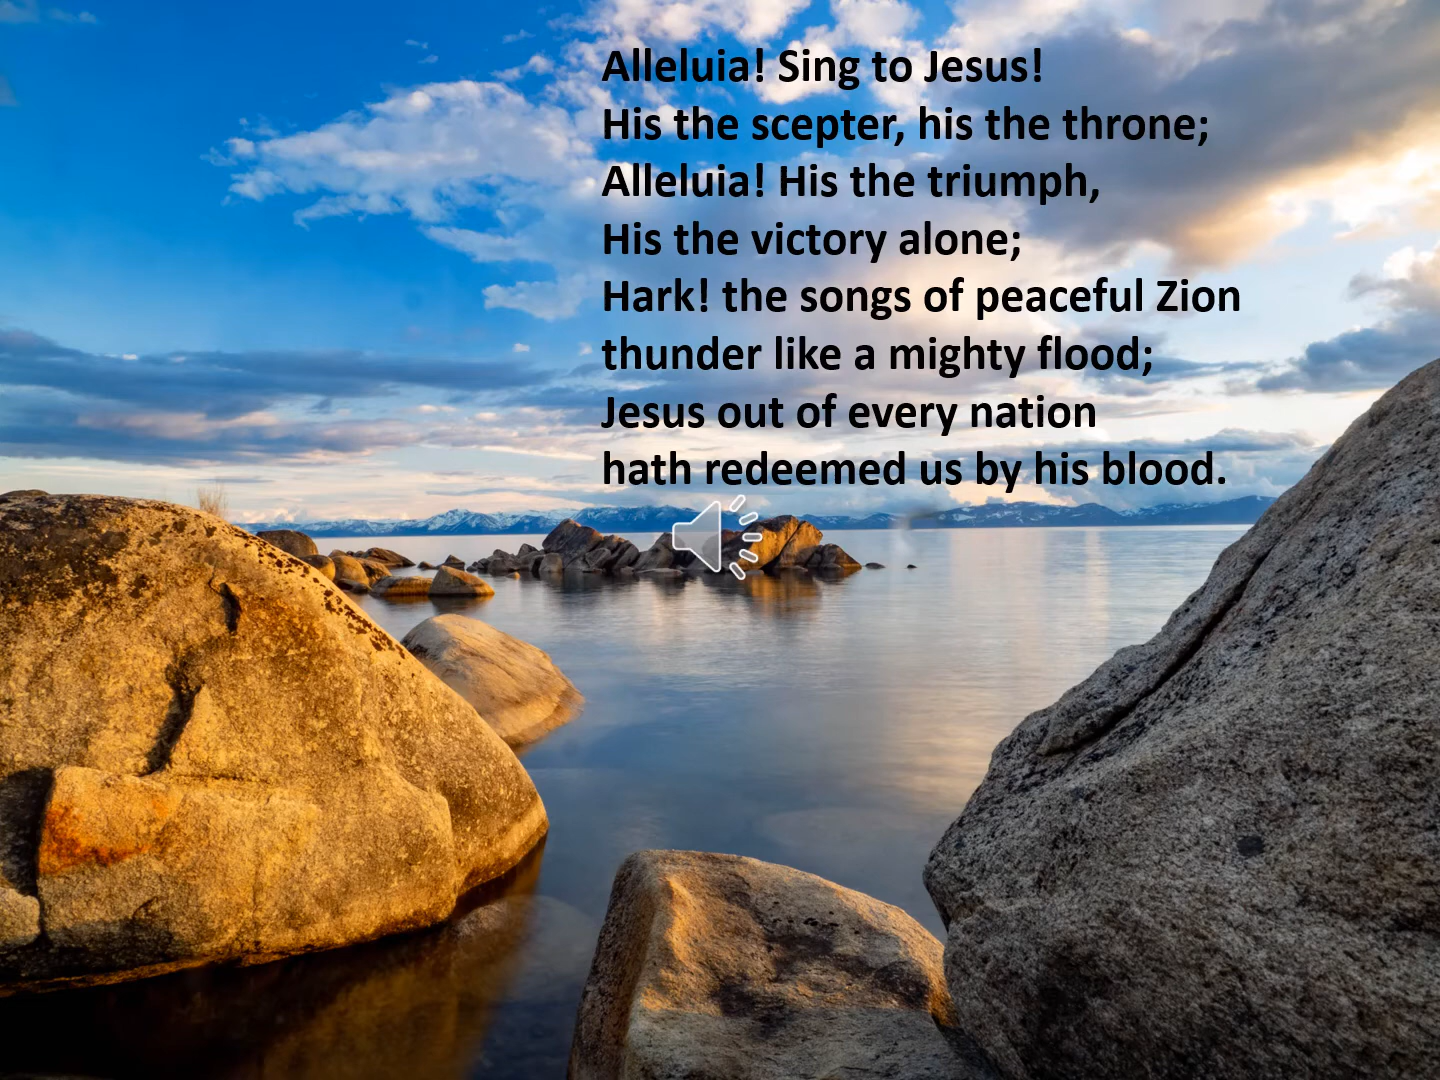 Alleluia! Sing to Jesus!
His the scepter, his the throne;
Alleluia! His the triumph,
His the victory alone;
Hark! the songs of peaceful Zion
thunder like a mighty flood;
Jesus out of every nation
hath redeemed us by his blood.